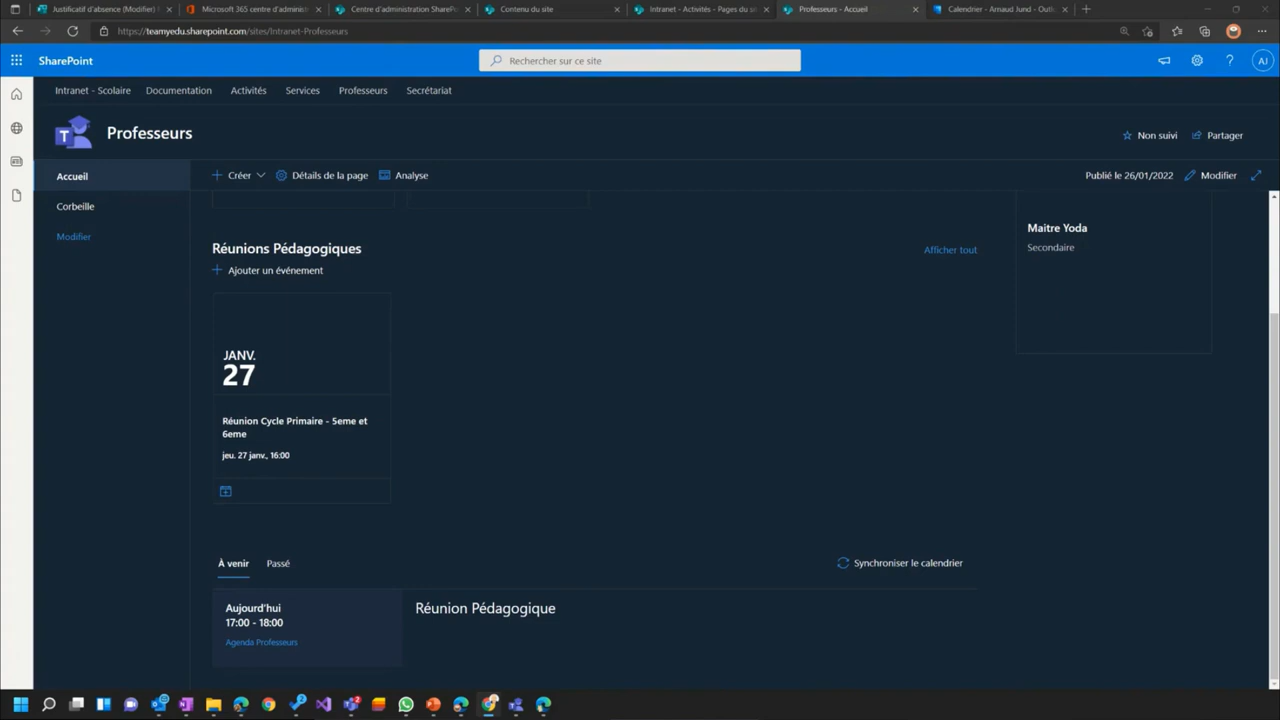 Justificatif d'absence (Modifier)
Microsoft 365 centre d'administr
Centre d'administration SharePo
Contenu du site
Intranet - Activités - Pages du si
Professeurs - Accueil
Calendrier - Arnaud Jund - Outlo
https://teamyedu.sharepoint.com/sites/Intranet-Professeurs
SharePoint
Rechercher sur ce site
?
AJ
Intranet - Scolaire
Documentation
Activités
Services
Professeurs
Secrétariat
T
Professeurs
Non suivi
Partager
Accueil
Créer
Détails de la page
Analyse
Publié le 26/01/2022
Modifier
Corbeille
Modifier
Maitre Yoda
Secondaire
Réunions Pédagogiques
Afficher tout
Ajouter un événement
JANV.
27
Réunion Cycle Primaire - 5eme et
6eme
jeu. 27 janv., 16:00
À venir
Passé
Synchroniser le calendrier
Aujourd'hui
17:00 - 18:00
Agenda Professeurs
Réunion Pédagogique